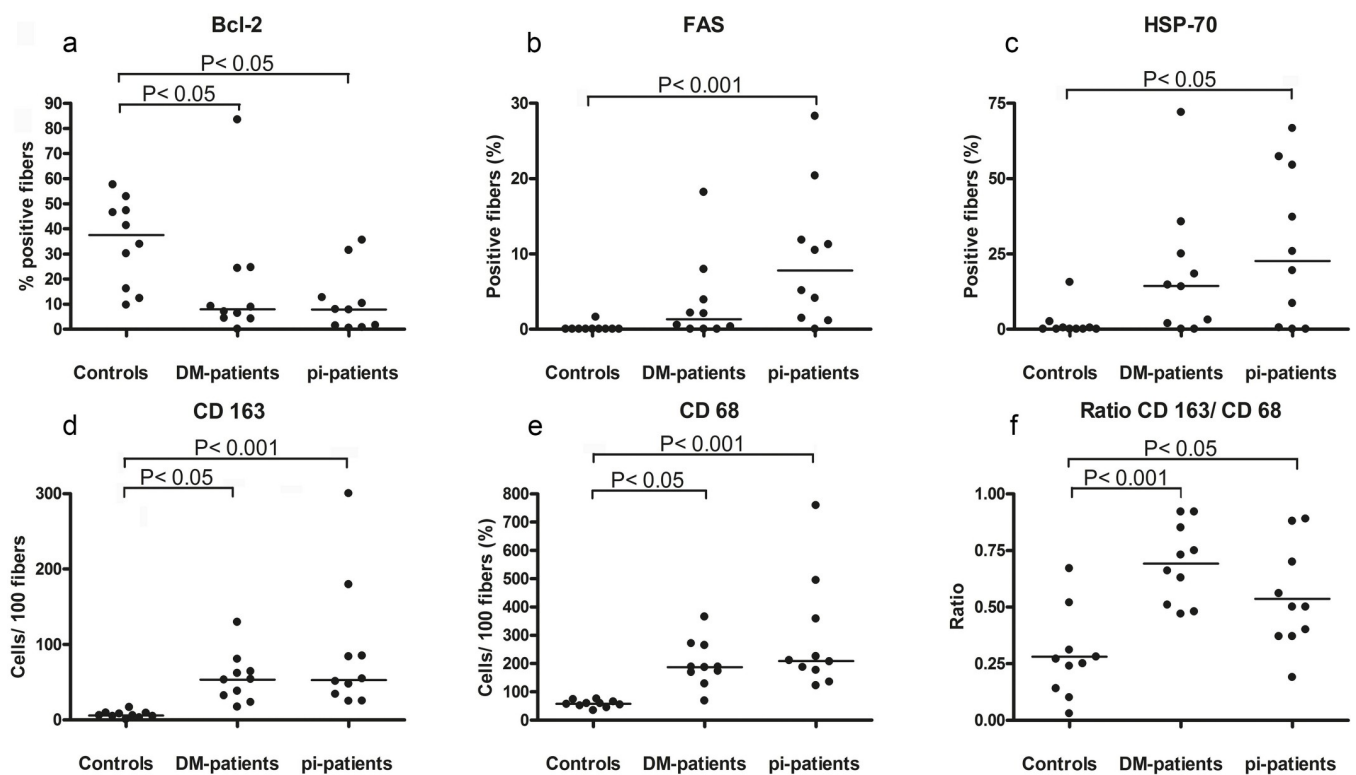 Bcl-2
a
P< 0.05
P< 0.05
90
80
70
60
50
40
30
20
10
0
% positive fibers
Controls DM-patients pi-patients
FAS
b
P< 0.001
30
20
10
0
Positive fibers (%)
Controls DM-patients pi-patients
HSP-70
c
P< 0.05
75
50
25
0
Positive fibers (%)
Controls DM-patients pi-patients
CD 163
d
P< 0.001
P< 0.05
300
200
100
0
Cells/ 100 fibers
Controls DM-patients pi-patients
CD 68
e
P< 0.001
P< 0.05
800
700
600
500
400
300
200
100
0
Cells/ 100 fibers (%)
Controls DM-patients pi-patients
Ratio CD 163/ CD 68
f
P< 0.05
P< 0.001
1.00
0.75
0.50
0.25
0.00
Ratio
Controls DM-patients pi-patients